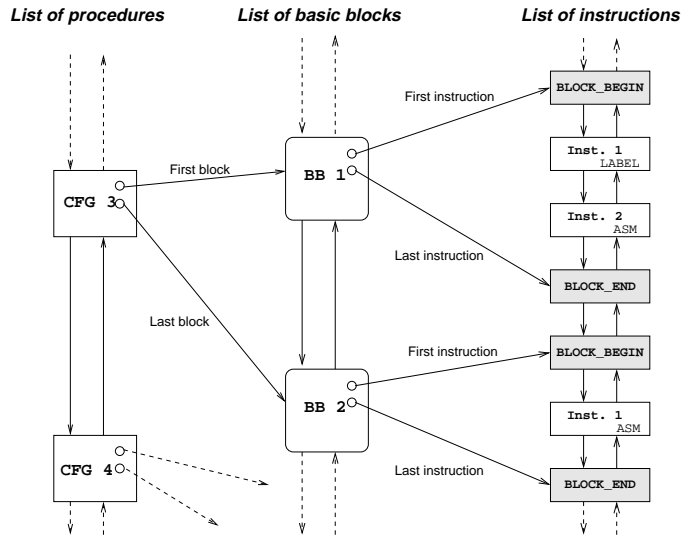 List of procedures
List of basic blocks
List of instructions
First instruction
BLOCK_BEGIN
First block
BB 1
Inst. 1
LABEL
CFG 3
Inst. 2
ASM
Last instruction
BLOCK_END
Last block
First instruction
BLOCK_BEGIN
BB 2
Inst. 1
ASM
CFG 4
Last instruction
BLOCK_END